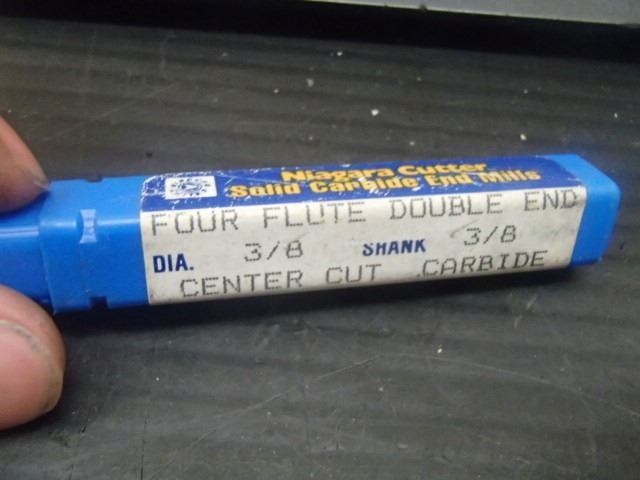 Niagara Cutter
Solid Carbide End Mills
FOUR FLUTE DOUBLE END
DIA. 3/8 SHANK 3/8
CENTER CUT CARBIDE